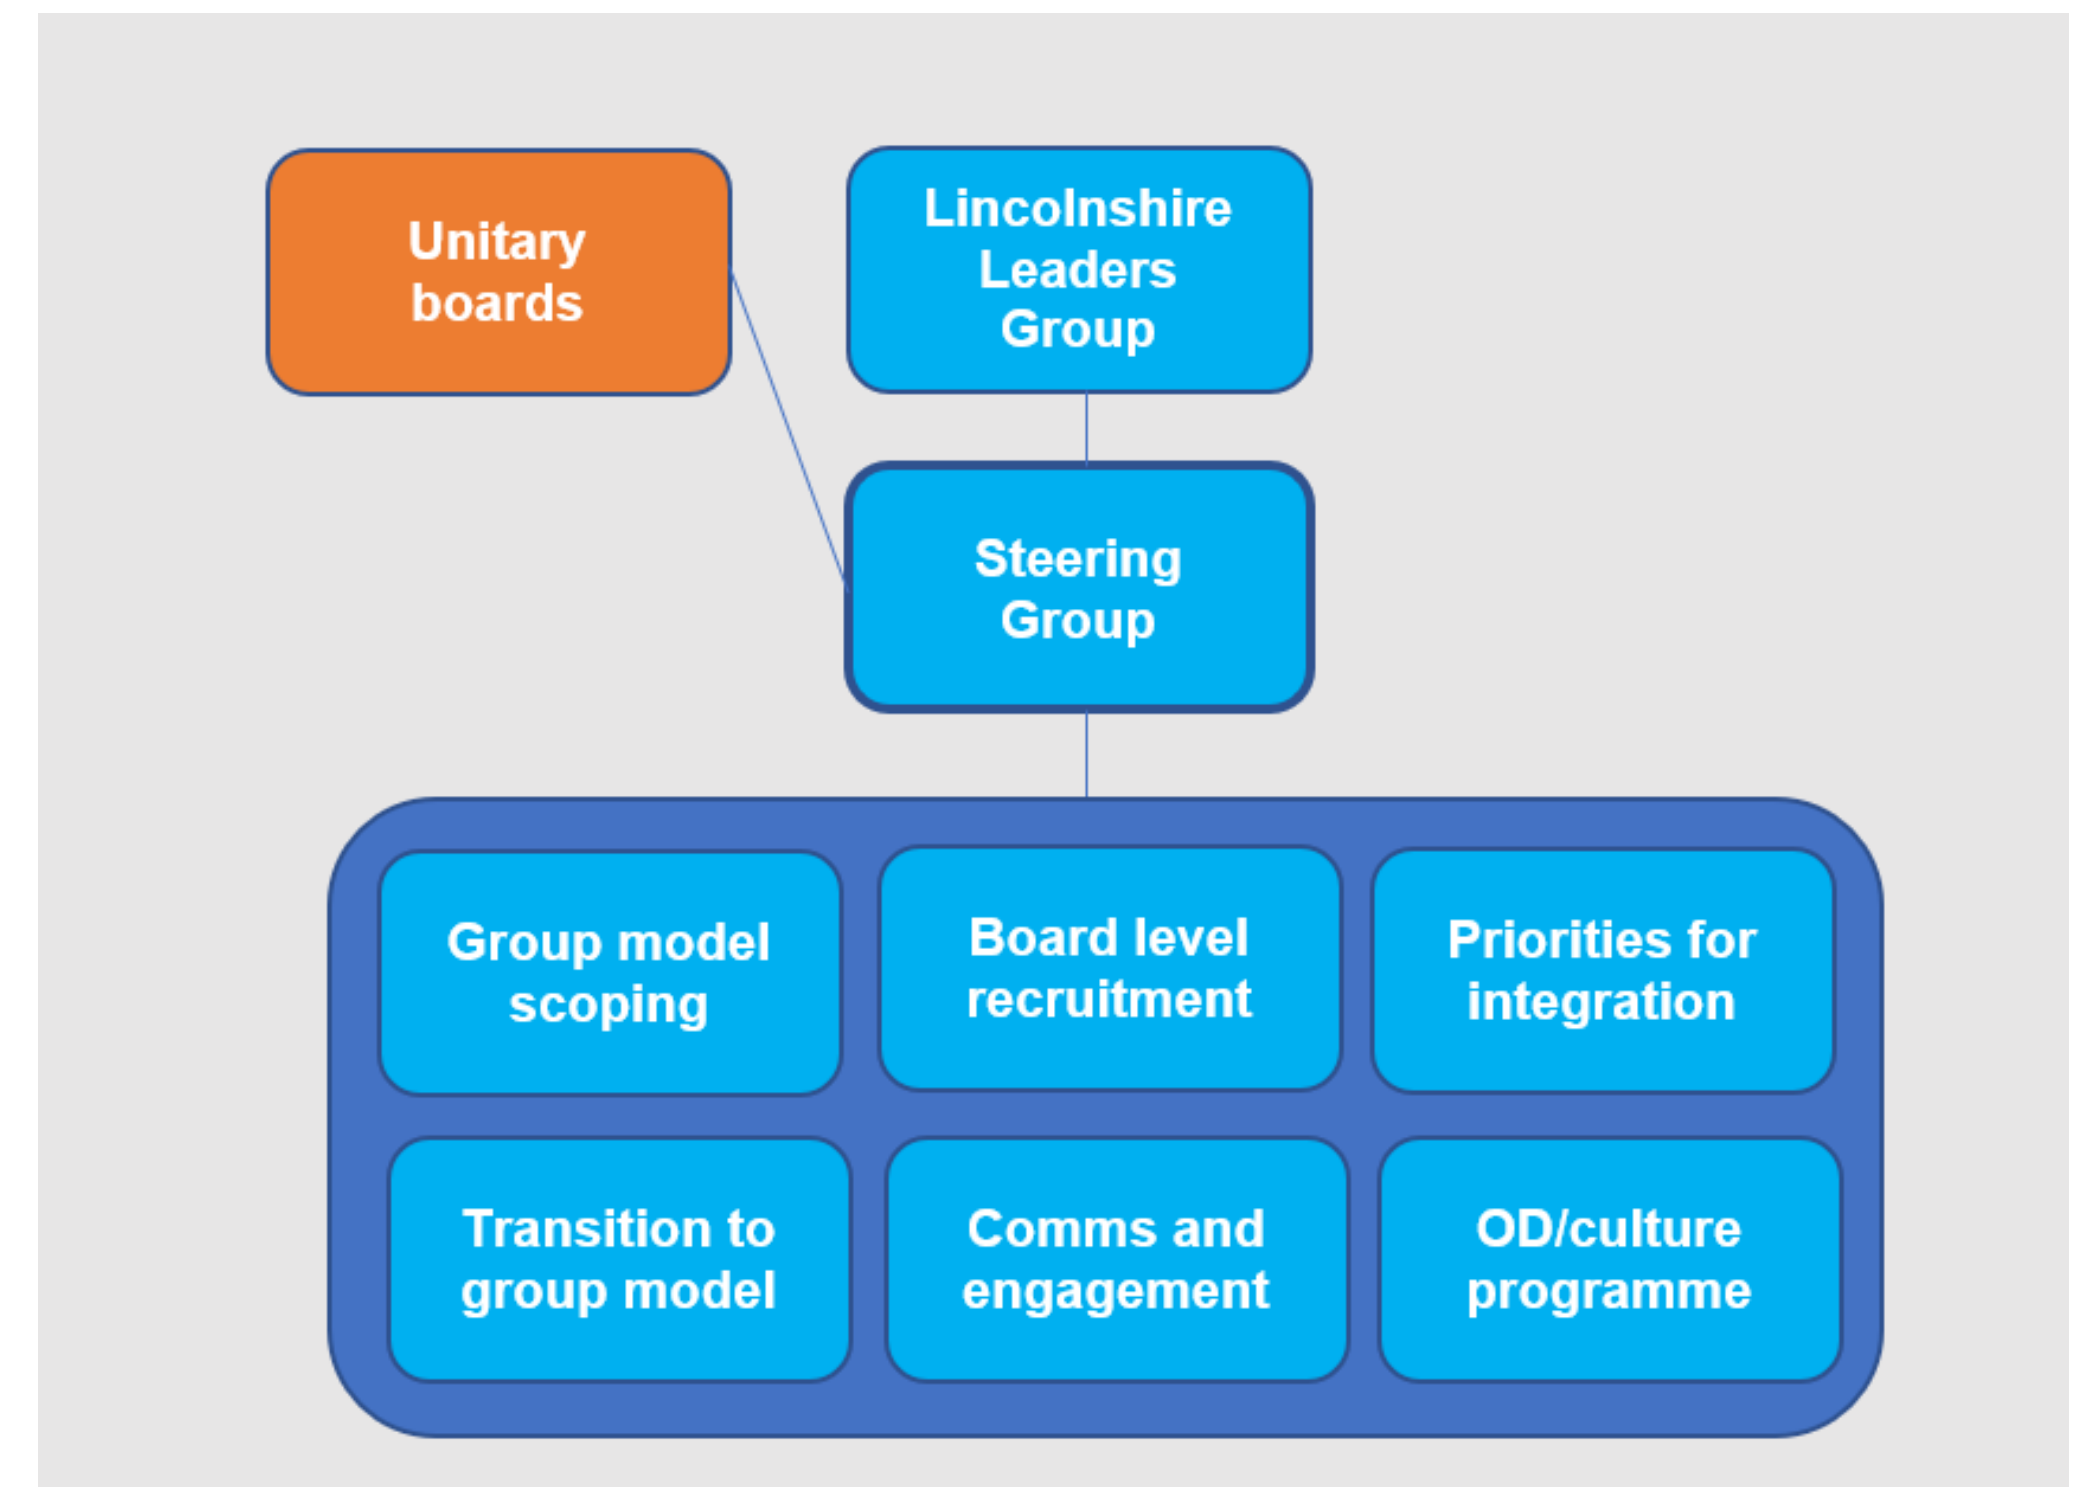 Unitary
boards
Lincolnshire
Leaders
Group
Steering
Group
Group model
scoping
Board level
recruitment
Priorities for
integration
Transition to
group model
Comms and
engagement
OD/culture
programme